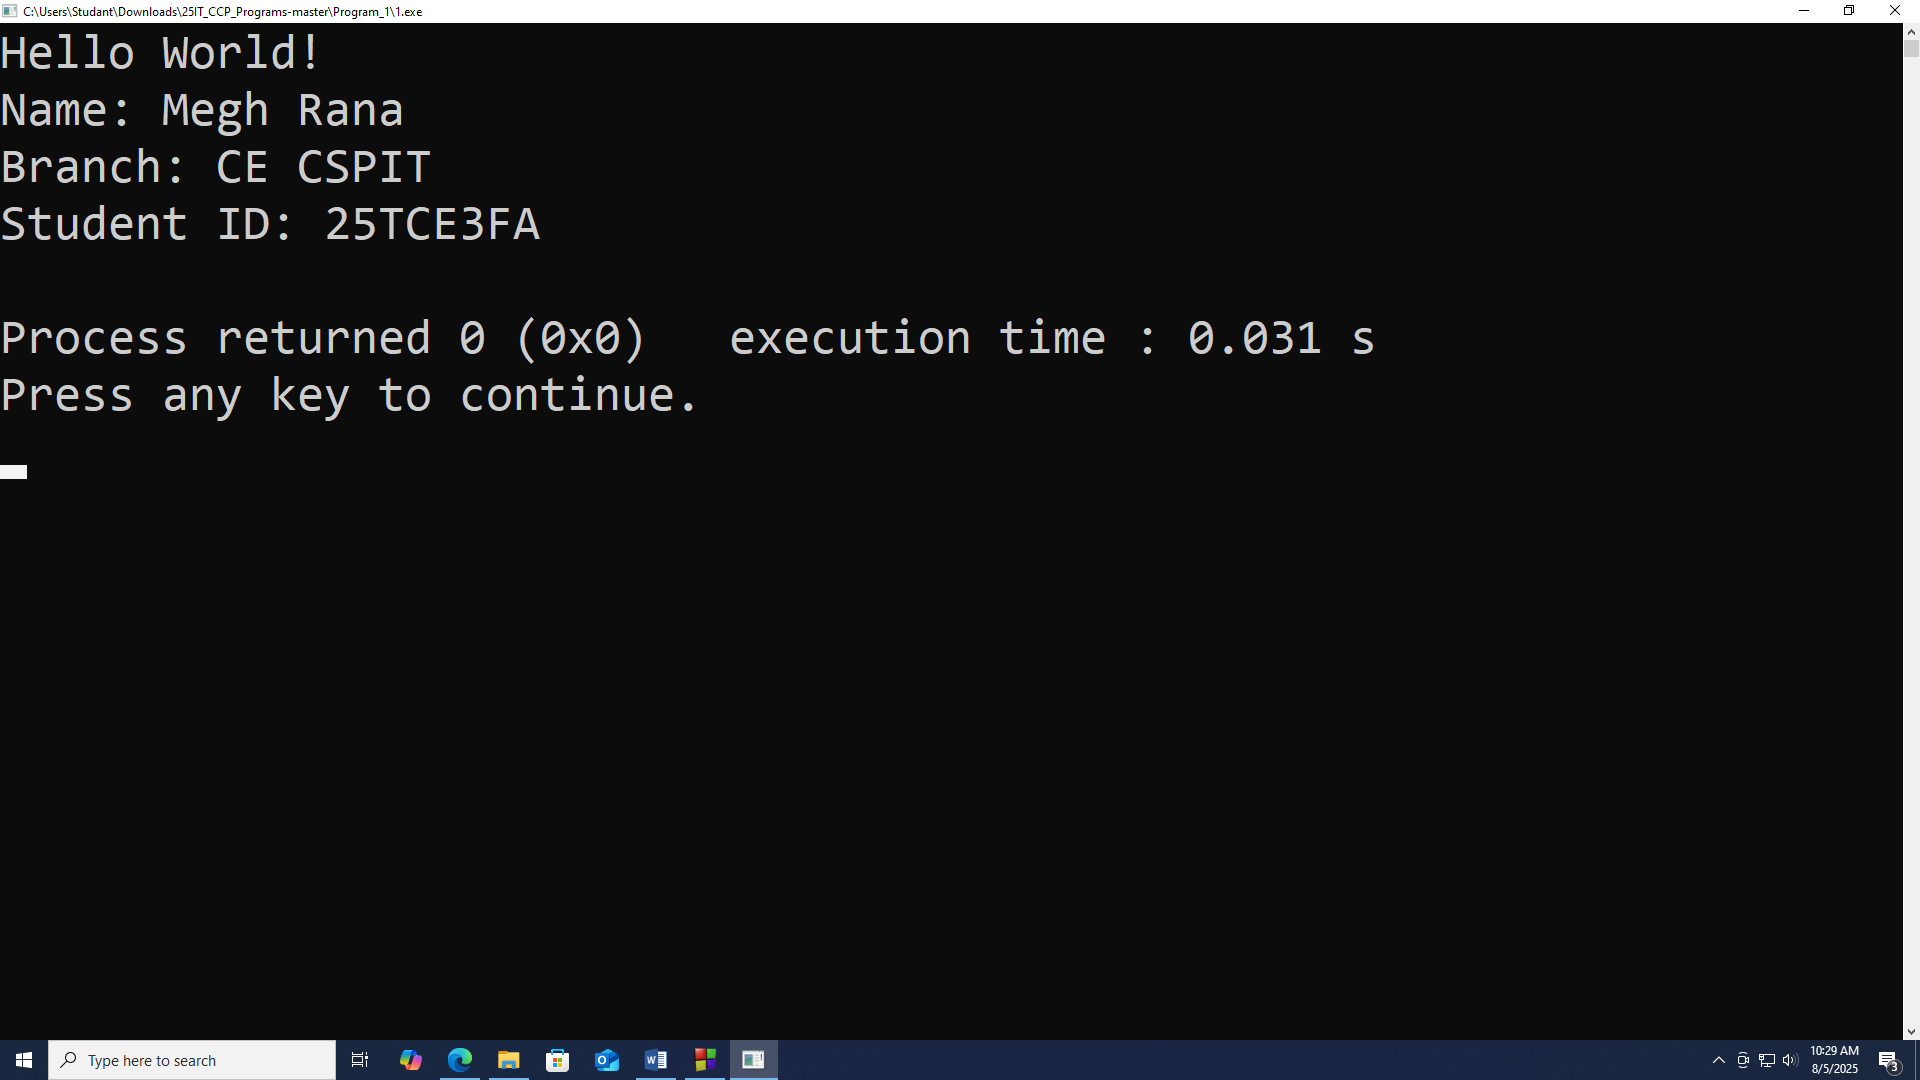 C:\Users\Studant\Downloads\25IT_CCP_Programs-master\Program_1\1.exe
Hello World!
Name: Megh Rana
Branch: CE CSPIT
Student ID: 25TCE3FA
Process returned 0 (0x0)   execution time : 0.031 s
Press any key to continue.
Type here to search
10:29 AM
8/5/2025
3